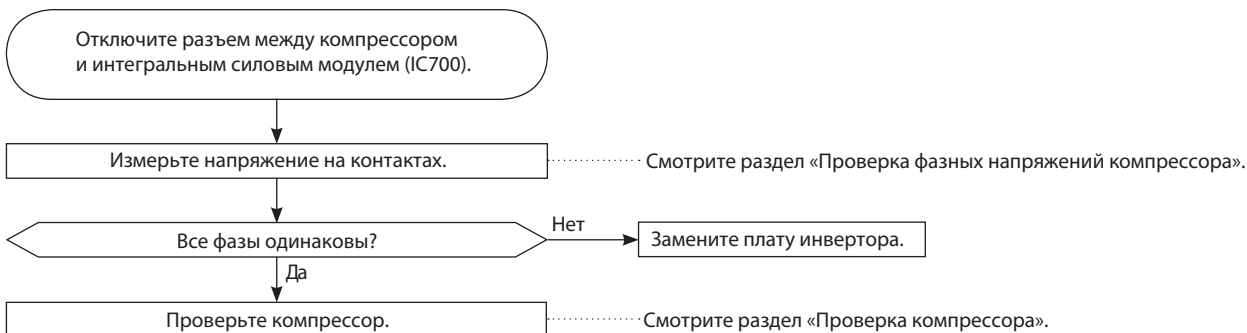 Отключите разъем между компрессором
и интегральным силовым модулем (IC700).
Измерьте напряжение на контактах.
Смотрите раздел «Проверка фазных напряжений компрессора».
Все фазы одинаковы?
Нет
Замените плату инвертора.
Да
Проверьте компрессор.
Смотрите раздел «Проверка компрессора».